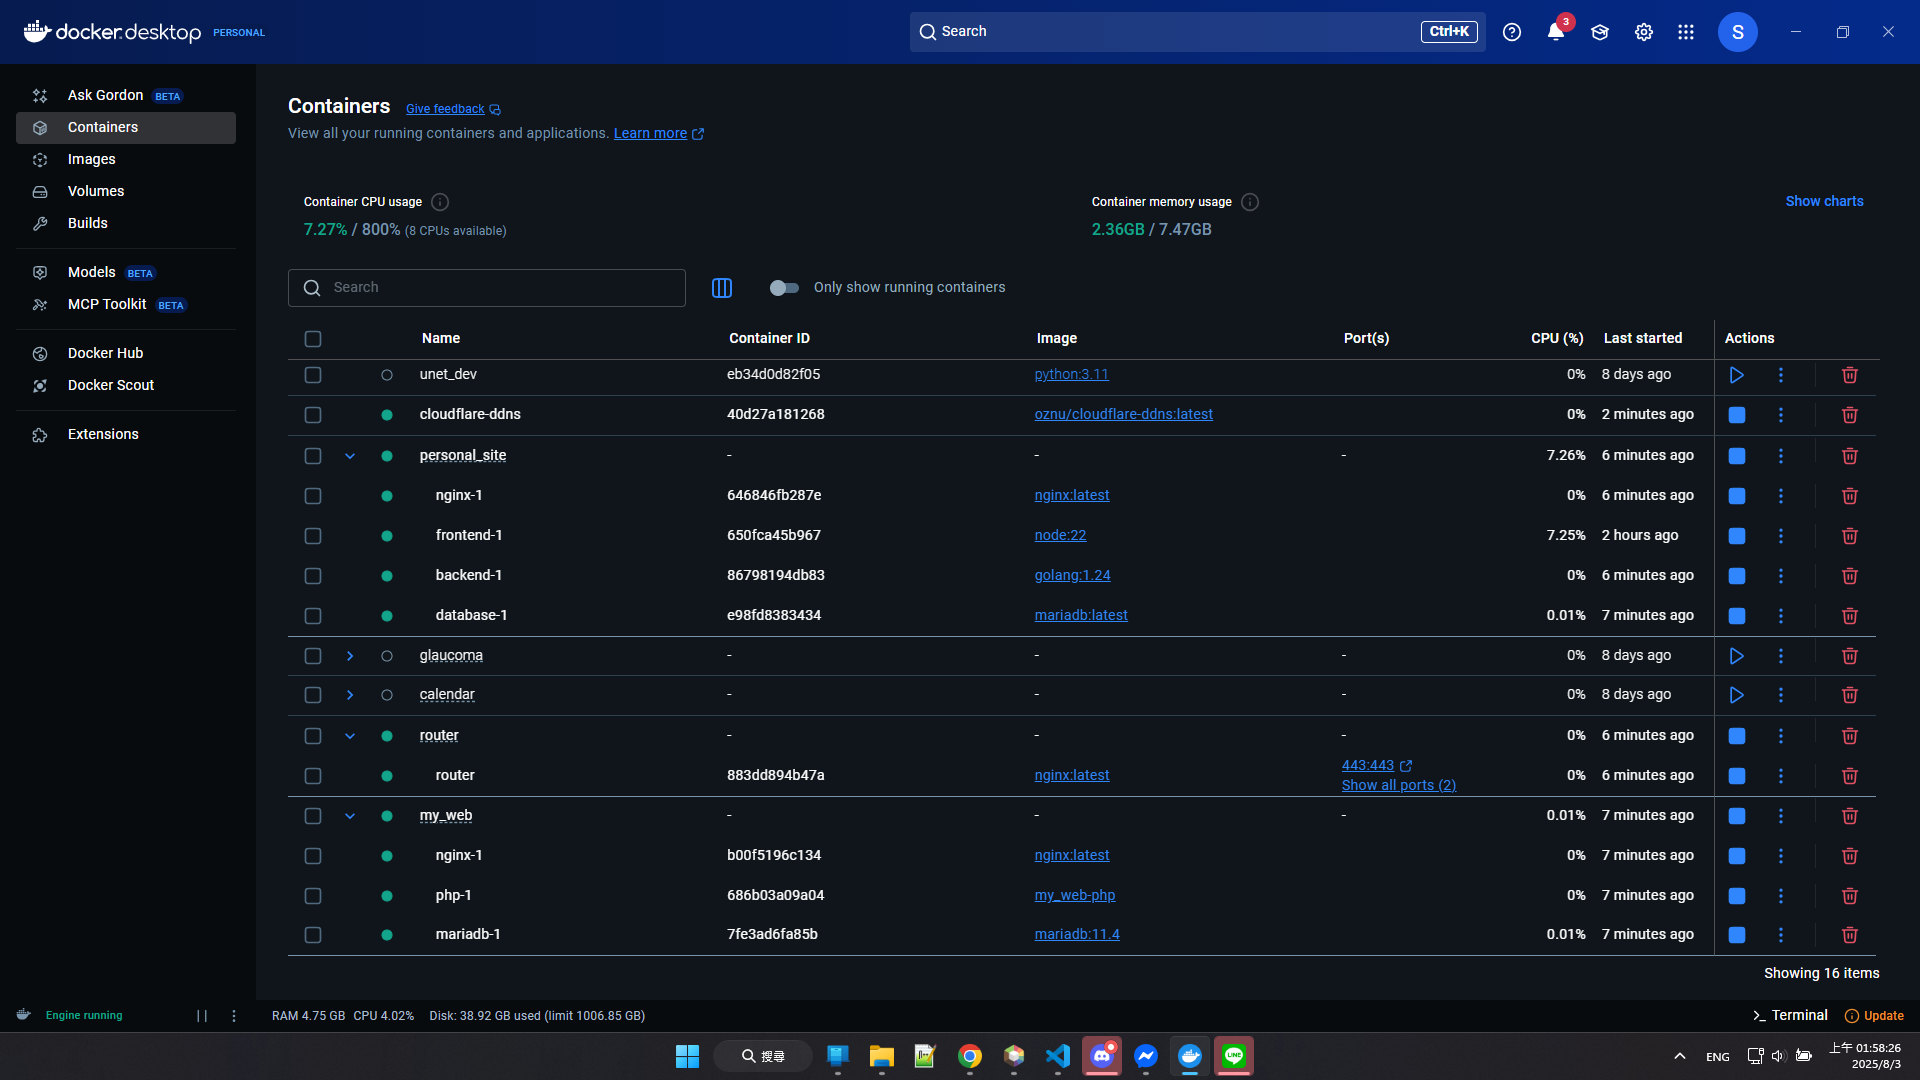 docker.desktop PERSONAL
Search Ctrl+K
3
S
Ask Gordon BETA
Containers
Images
Volumes
Builds
Models BETA
MCP Toolkit BETA
Docker Hub
Docker Scout
Extensions
Containers Give feedback
View all your running containers and applications. Learn more
Container CPU usage
7.27% / 800% (8 CPUs available)
Container memory usage
2.36GB / 7.47GB
Show charts
Search
Only show running containers
Name Container ID Image Port(s) CPU (%) Last started Actions
unet_dev eb34d0d82f05 python:3.11 0% 8 days ago
cloudflare-ddns 40d27a181268 oznu/cloudflare-ddns:latest 0% 2 minutes ago
personal_site - - - 7.26% 6 minutes ago
nginx-1 646846fb287e nginx:latest 0% 6 minutes ago
frontend-1 650fca45b967 node:22 7.25% 2 hours ago
backend-1 86798194db83 golang:1.24 0% 6 minutes ago
database-1 e98fd8383434 mariadb:latest 0.01% 7 minutes ago
glaucoma - - - 0% 8 days ago
calendar - - - 0% 8 days ago
router - - - 0% 6 minutes ago
router 883dd894b47a nginx:latest 443:443 0% 6 minutes ago
Show all ports (2)
my_web - - - 0.01% 7 minutes ago
nginx-1 b00f5196c134 nginx:latest 0% 7 minutes ago
php-1 686b03a09a04 my_web-php 0% 7 minutes ago
mariadb-1 7fe3ad6fa85b mariadb:11.4 0.01% 7 minutes ago
Showing 16 items
Engine running
RAM 4.75 GB CPU 4.02% Disk: 38.92 GB used (limit 1006.85 GB)
Terminal
Update
搜尋
LINE
ENG
上午 01:58:26
2025/8/3